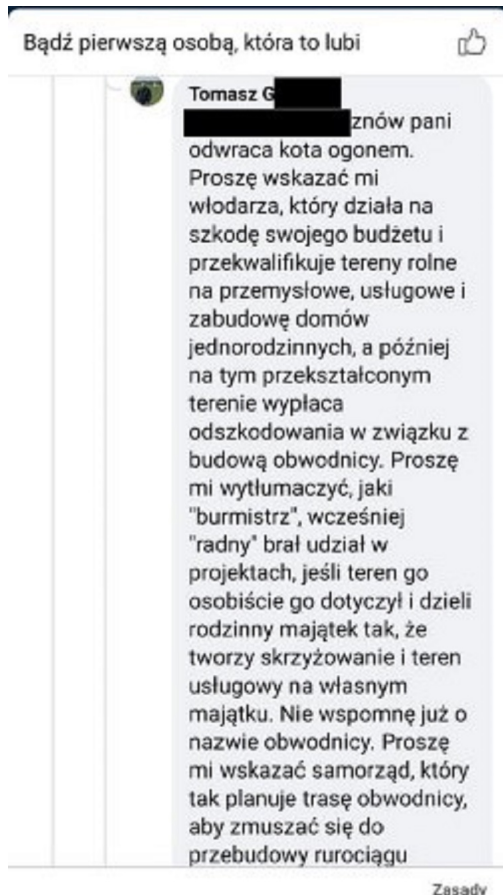 Bądź pierwszą osobą, która to lubi
Tomasz G
znów pani
odwraca kota ogonem.
Proszę wskazać mi
włodarza, który działa na
szkodę swojego budżetu i
przekwalifikuje tereny rolne
na przemysłowe, usługowe i
zabudowę domów
jednorodzinnych, a później
na tym przekształconym
terenie wypłaca
odszkodowania w związku z
budową obwodnicy. Proszę
mi wytłumaczyć, jaki
"burmistrz", wcześniej
"radny" brał udział w
projektach, jeśli teren go
osobiście go dotyczył i dzieli
rodzinny majątek tak, że
tworzy skrzyżowanie i teren
usługowy na własnym
majątku. Nie wspomnę już o
nazwie obwodnicy. Proszę
mi wskazać samorząd, który
tak planuje trasę obwodnicy,
aby zmuszać się do
przebudowy rurociągu
Zasady